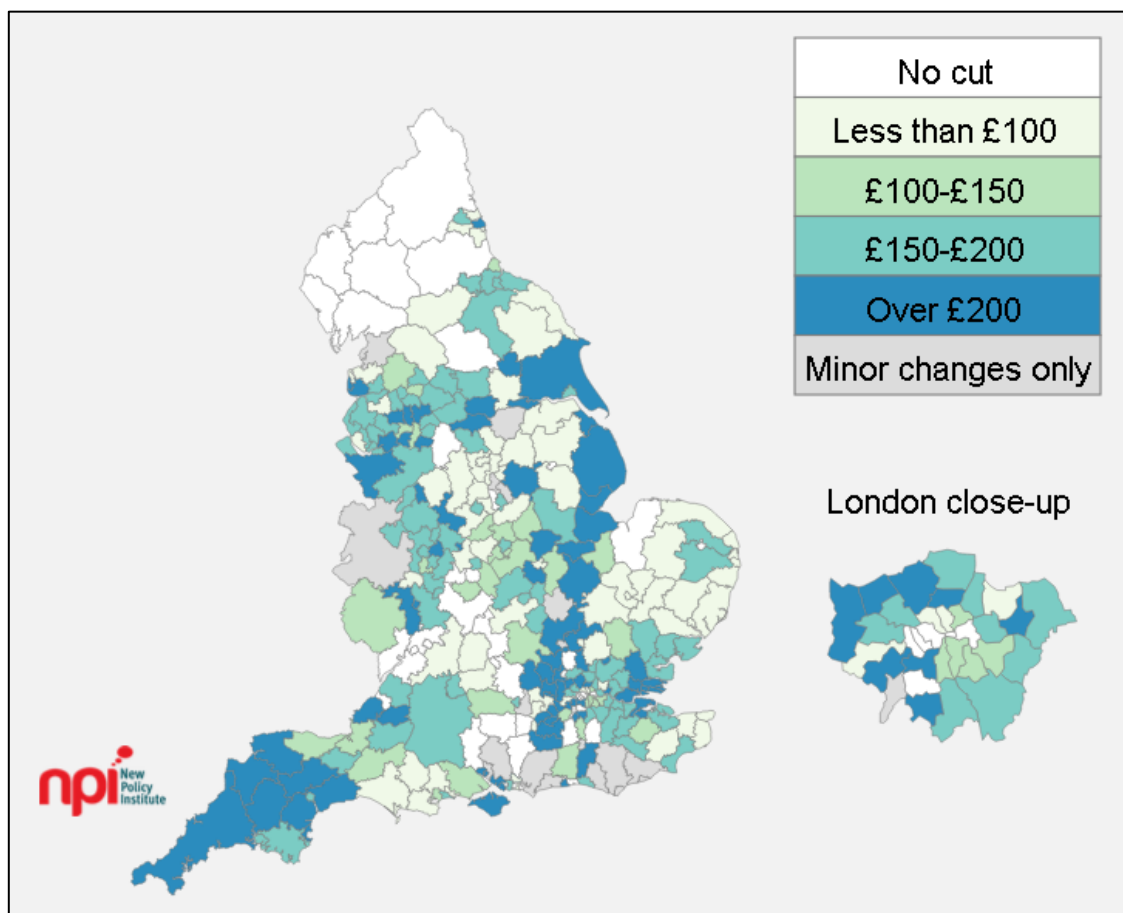 No cut
Less than £100
£100-£150
£150-£200
Over £200
Minor changes only
London close-up
npi New
Policy
Institute